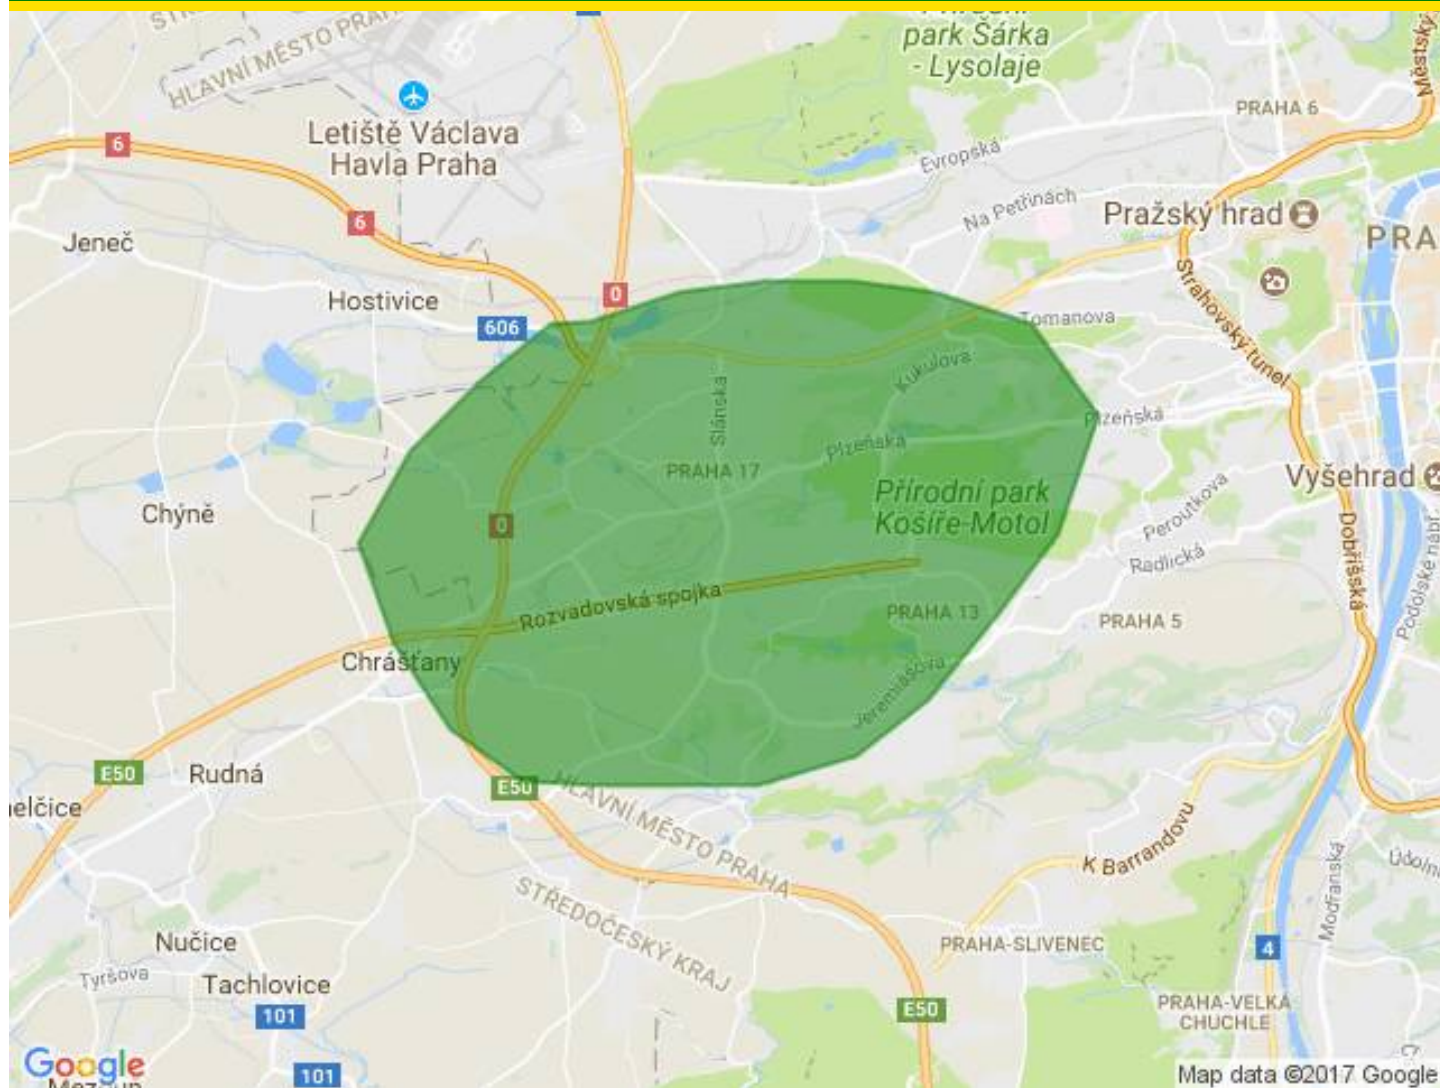 HLAVNÍ MĚSTO PRAH
park Šárka
- Lysolaje
Městský
PRAHA 6
6
Letiště Václava
Havla Praha
Evropská
Na Petřinách
6
Pražský hrad
PRA
Jeneč
0
Hostivice
606
Tomanova
Strahovský tunel
Kukulova
Slánská
Plzeňská
Plzeňská
PRAHA 17
Vyšehrad
Přírodní park
Košíře-Motol
Chýně
0
Peroutkova
Radlická
Dobříšská
Podolské nábř.
Rozvadovská spojka
PRAHA 13
PRAHA 5
Chrášťany
Jeremiášova
E50
Rudná
E50
HLAVNÍ MĚSTO PRAHA
elčice
K Barrandovu
Modřanská
Údoln
STŘEDOČESKÝ KRAJ
Nučice
PRAHA-SLIVENEC
4
Tyršova
Tachlovice
101
E50
PRAHA-VELKÁ
CHUCHLE
Google
101
Map data ©2017 Google